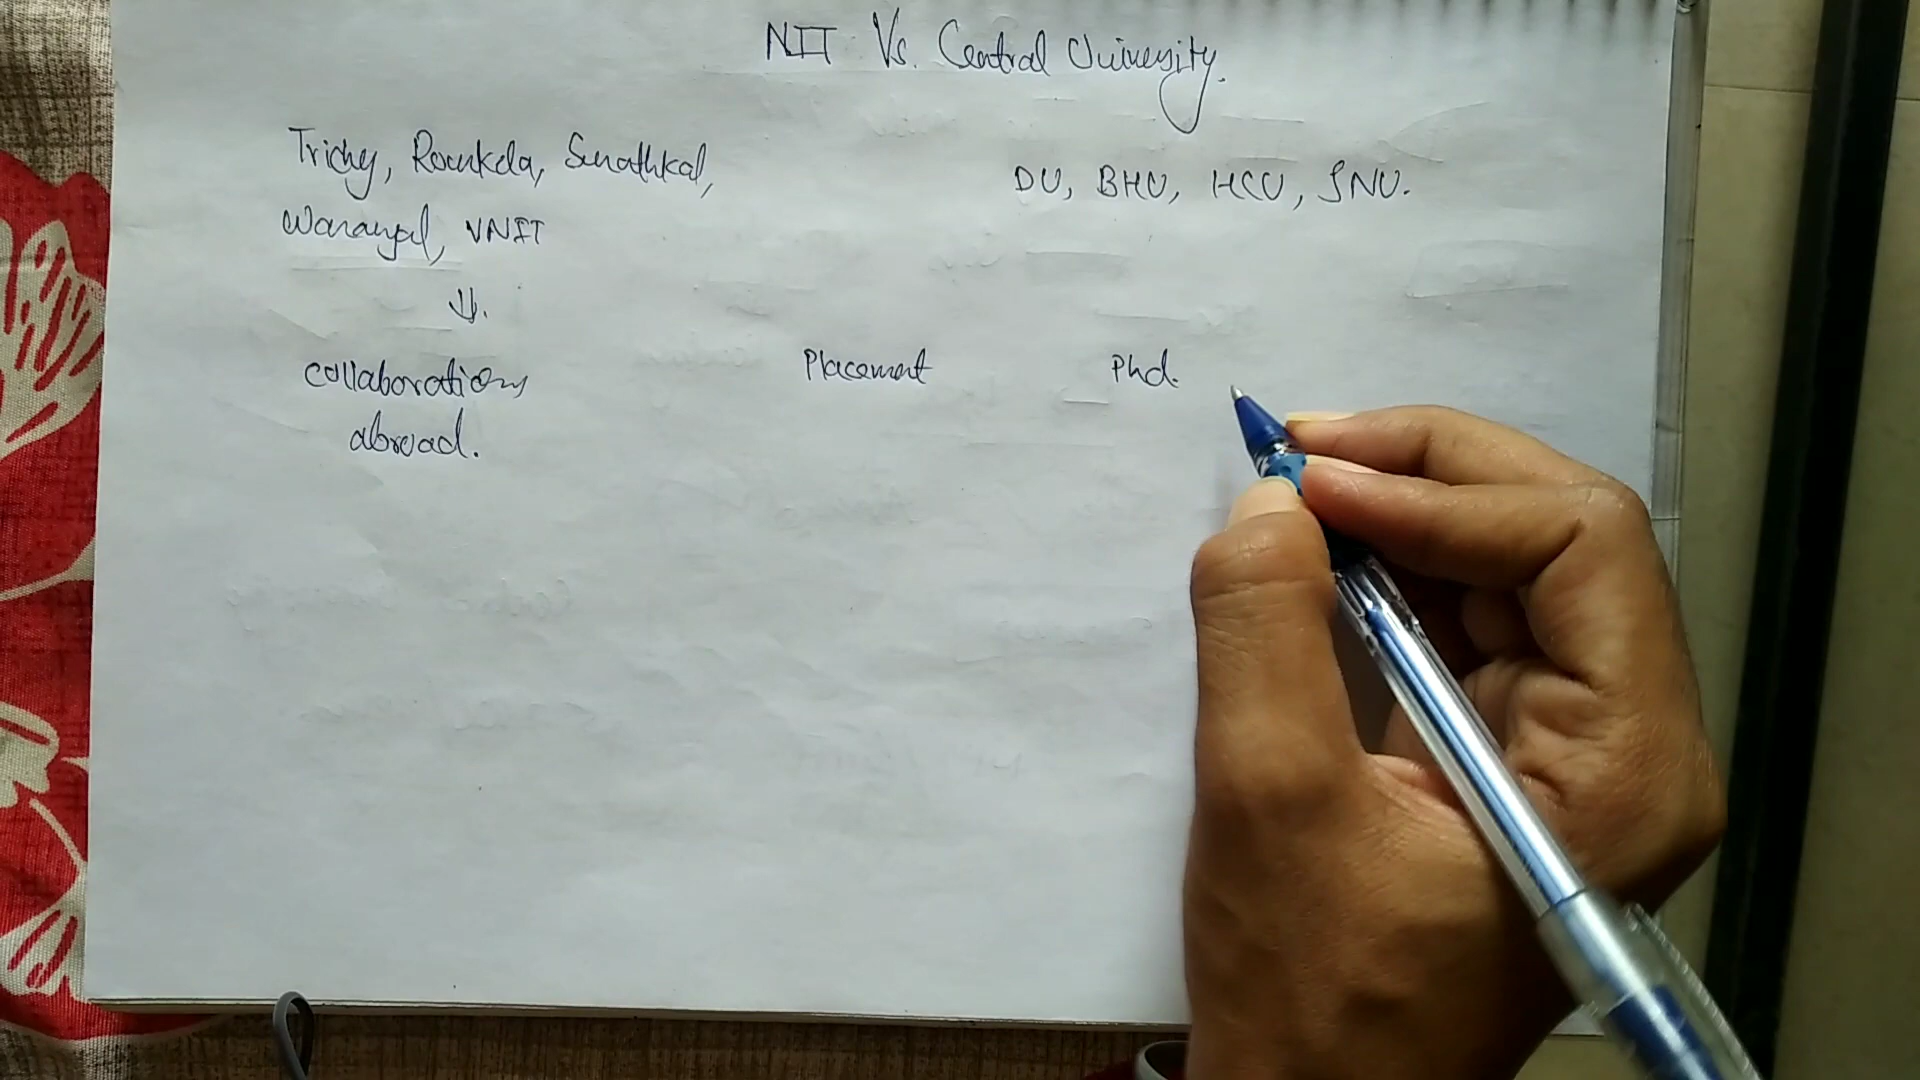 NIT Vs. Central University.
Trichy, Rourkela, Surathkal,
Warangal, VNIT
DU, BHU, HCU, JNU.
collaborations
abroad.
Placement
Phd.